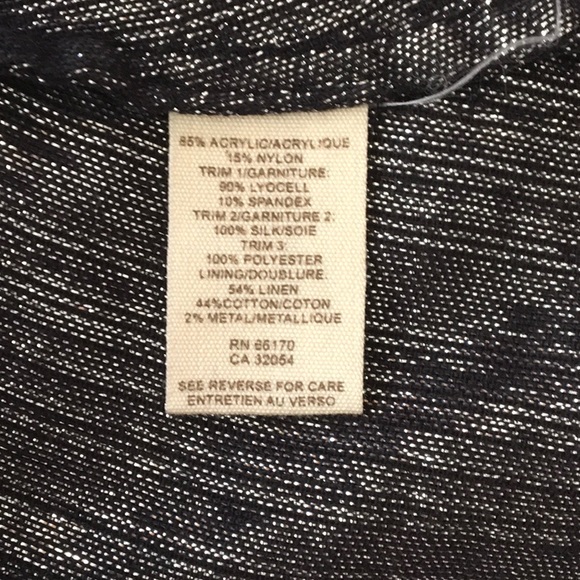 85% ACRYLIC/ACRYLIQUE
15% NYLON
TRIM 1/GARNITURE:
90% LYOCELL
10% SPANDEX
TRIM 2/GARNITURE 2:
100% SILK/SOIE
TRIM 3:
100% POLYESTER
LINING/DOUBLURE:
54% LINEN
44%COTTON/COTON
2% METAL/METALLIQUE
RN 66170
CA 32054
SEE REVERSE FOR CARE
ENTRETIEN AU VERSO